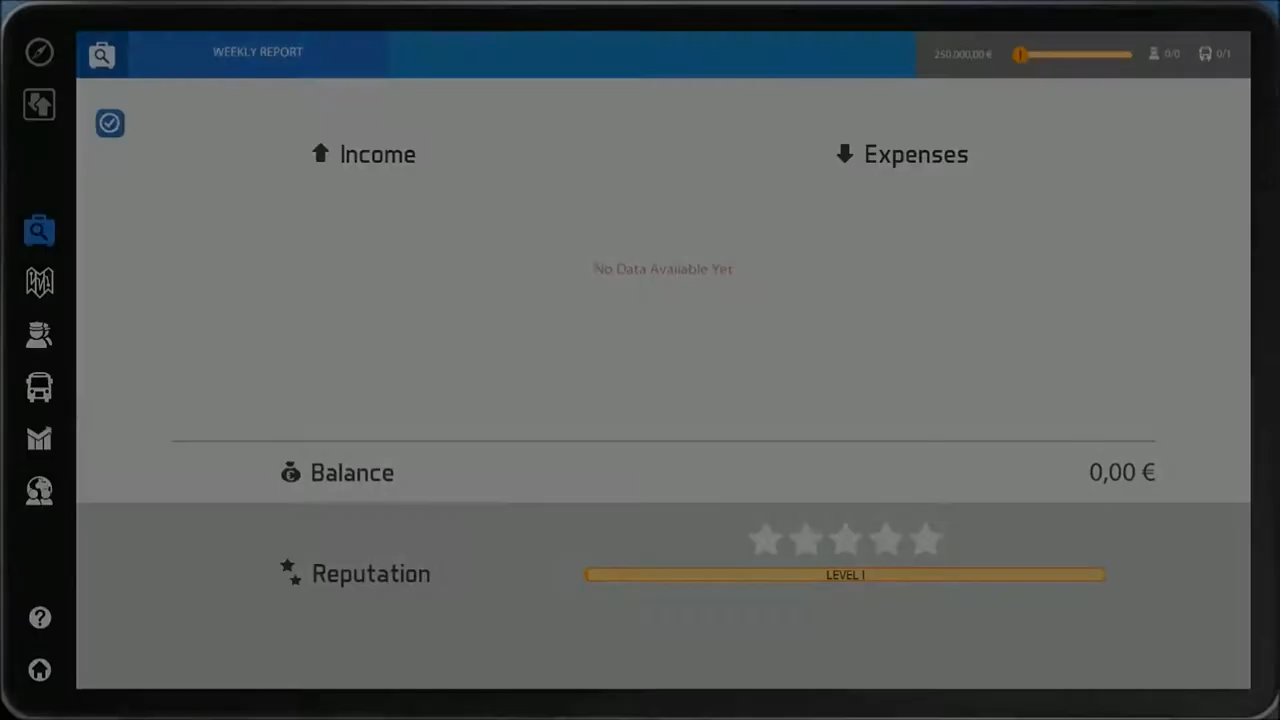 WEEKLY REPORT
250.000,00 €
0/0
0/1
Income
Expenses
No Data Available Yet
Balance
0,00 €
Reputation
LEVEL I